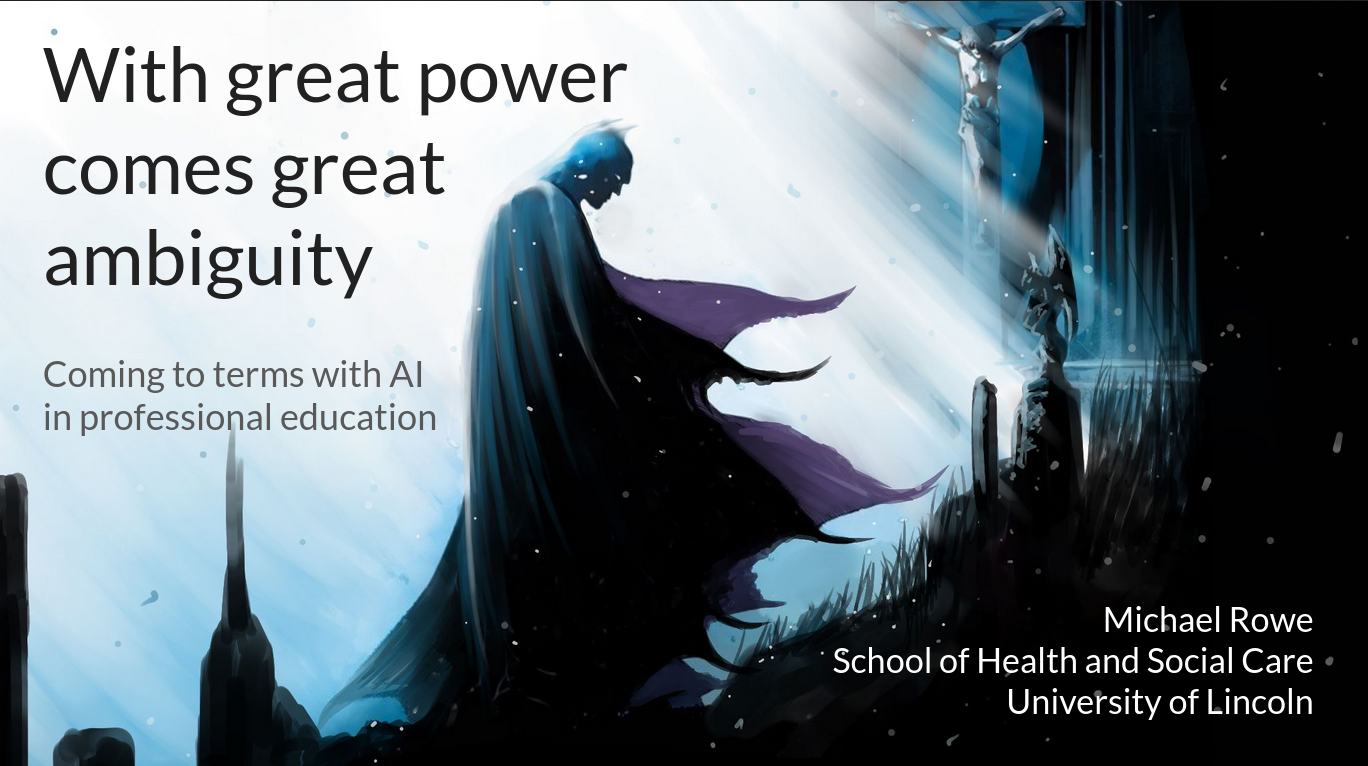 With great power
comes great
ambiguity
Coming to terms with AI
in professional education
Michael Rowe
School of Health and Social Care
University of Lincoln